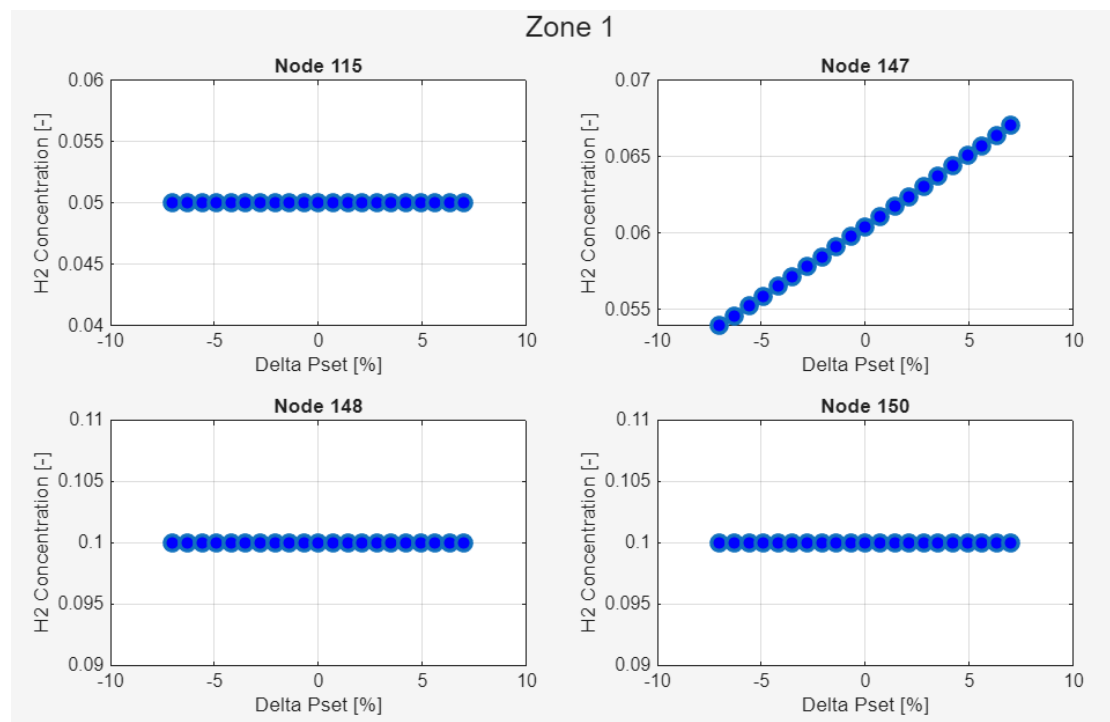 Zone 1
Node 115
0.06
0.055
0.05
0.045
0.04
H2 Concentration [-]
-10 -5 0 5 10
Delta Pset [%]
Node 147
0.07
0.065
0.06
0.055
H2 Concentration [-]
-10 -5 0 5 10
Delta Pset [%]
Node 148
0.11
0.105
0.1
0.095
0.09
H2 Concentration [-]
-10 -5 0 5 10
Delta Pset [%]
Node 150
0.11
0.105
0.1
0.095
0.09
H2 Concentration [-]
-10 -5 0 5 10
Delta Pset [%]